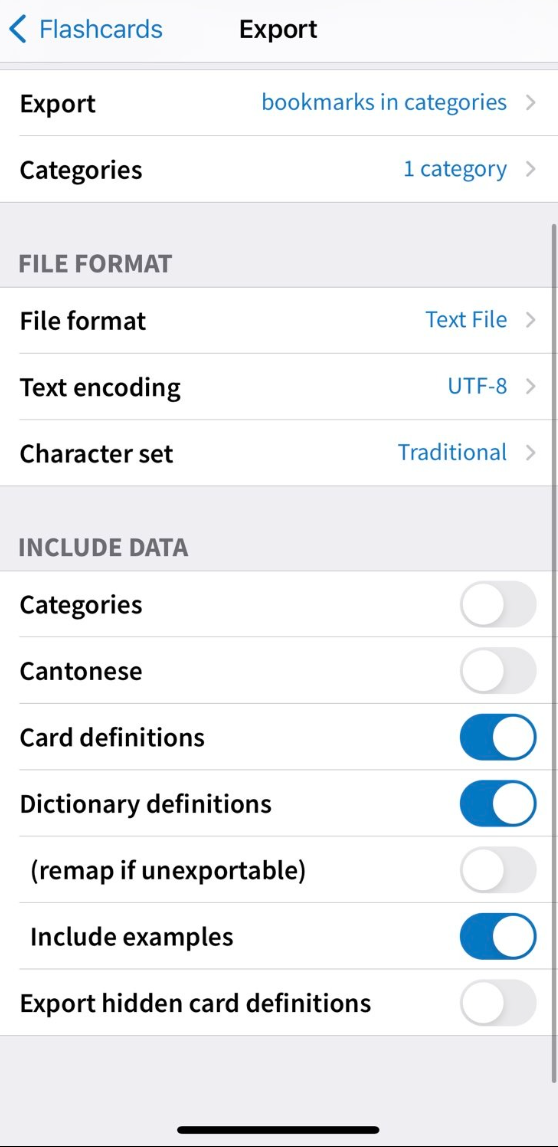 Flashcards Export
Export bookmarks in categories
Categories 1 category
FILE FORMAT
File format Text File
Text encoding UTF-8
Character set Traditional
INCLUDE DATA
Categories
Cantonese
Card definitions
Dictionary definitions
(remap if unexportable)
Include examples
Export hidden card definitions